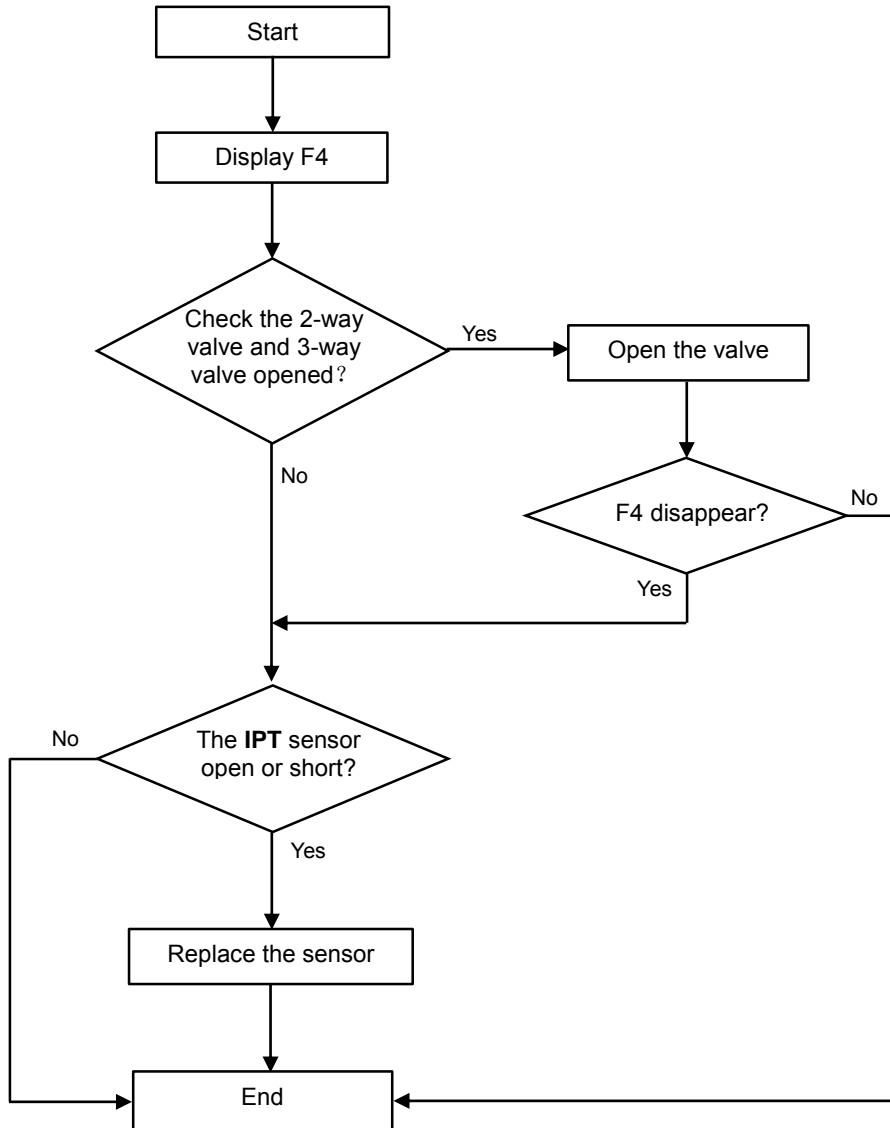 Start
Display F4
Check the 2-way
valve and 3-way
valve opened？
Yes
Open the valve
No
F4 disappear?
No
Yes
No
The IPT sensor
open or short?
Yes
Replace the sensor
End